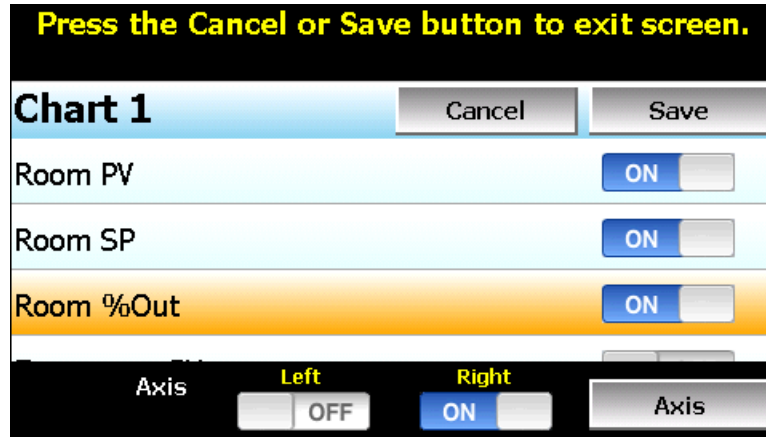 Press the Cancel or Save button to exit screen.
Chart 1 Cancel Save
Room PV ON
Room SP ON
Room %Out ON
Left Right
Axis OFF ON Axis